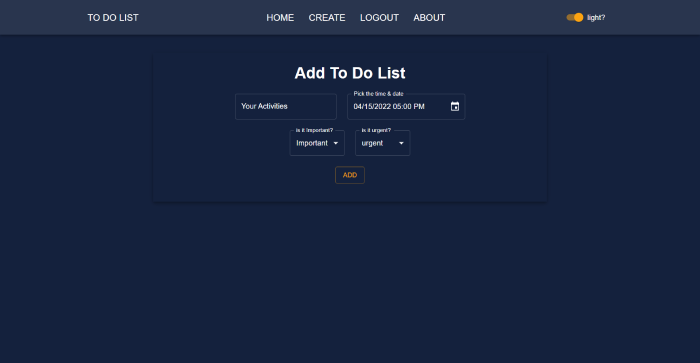 TO DO LIST HOME CREATE LOGOUT ABOUT light?
Add To Do List
Pick the time & date
Your Activities 04/15/2022 05:00 PM
is it Important? is it urgent?
Important urgent
ADD